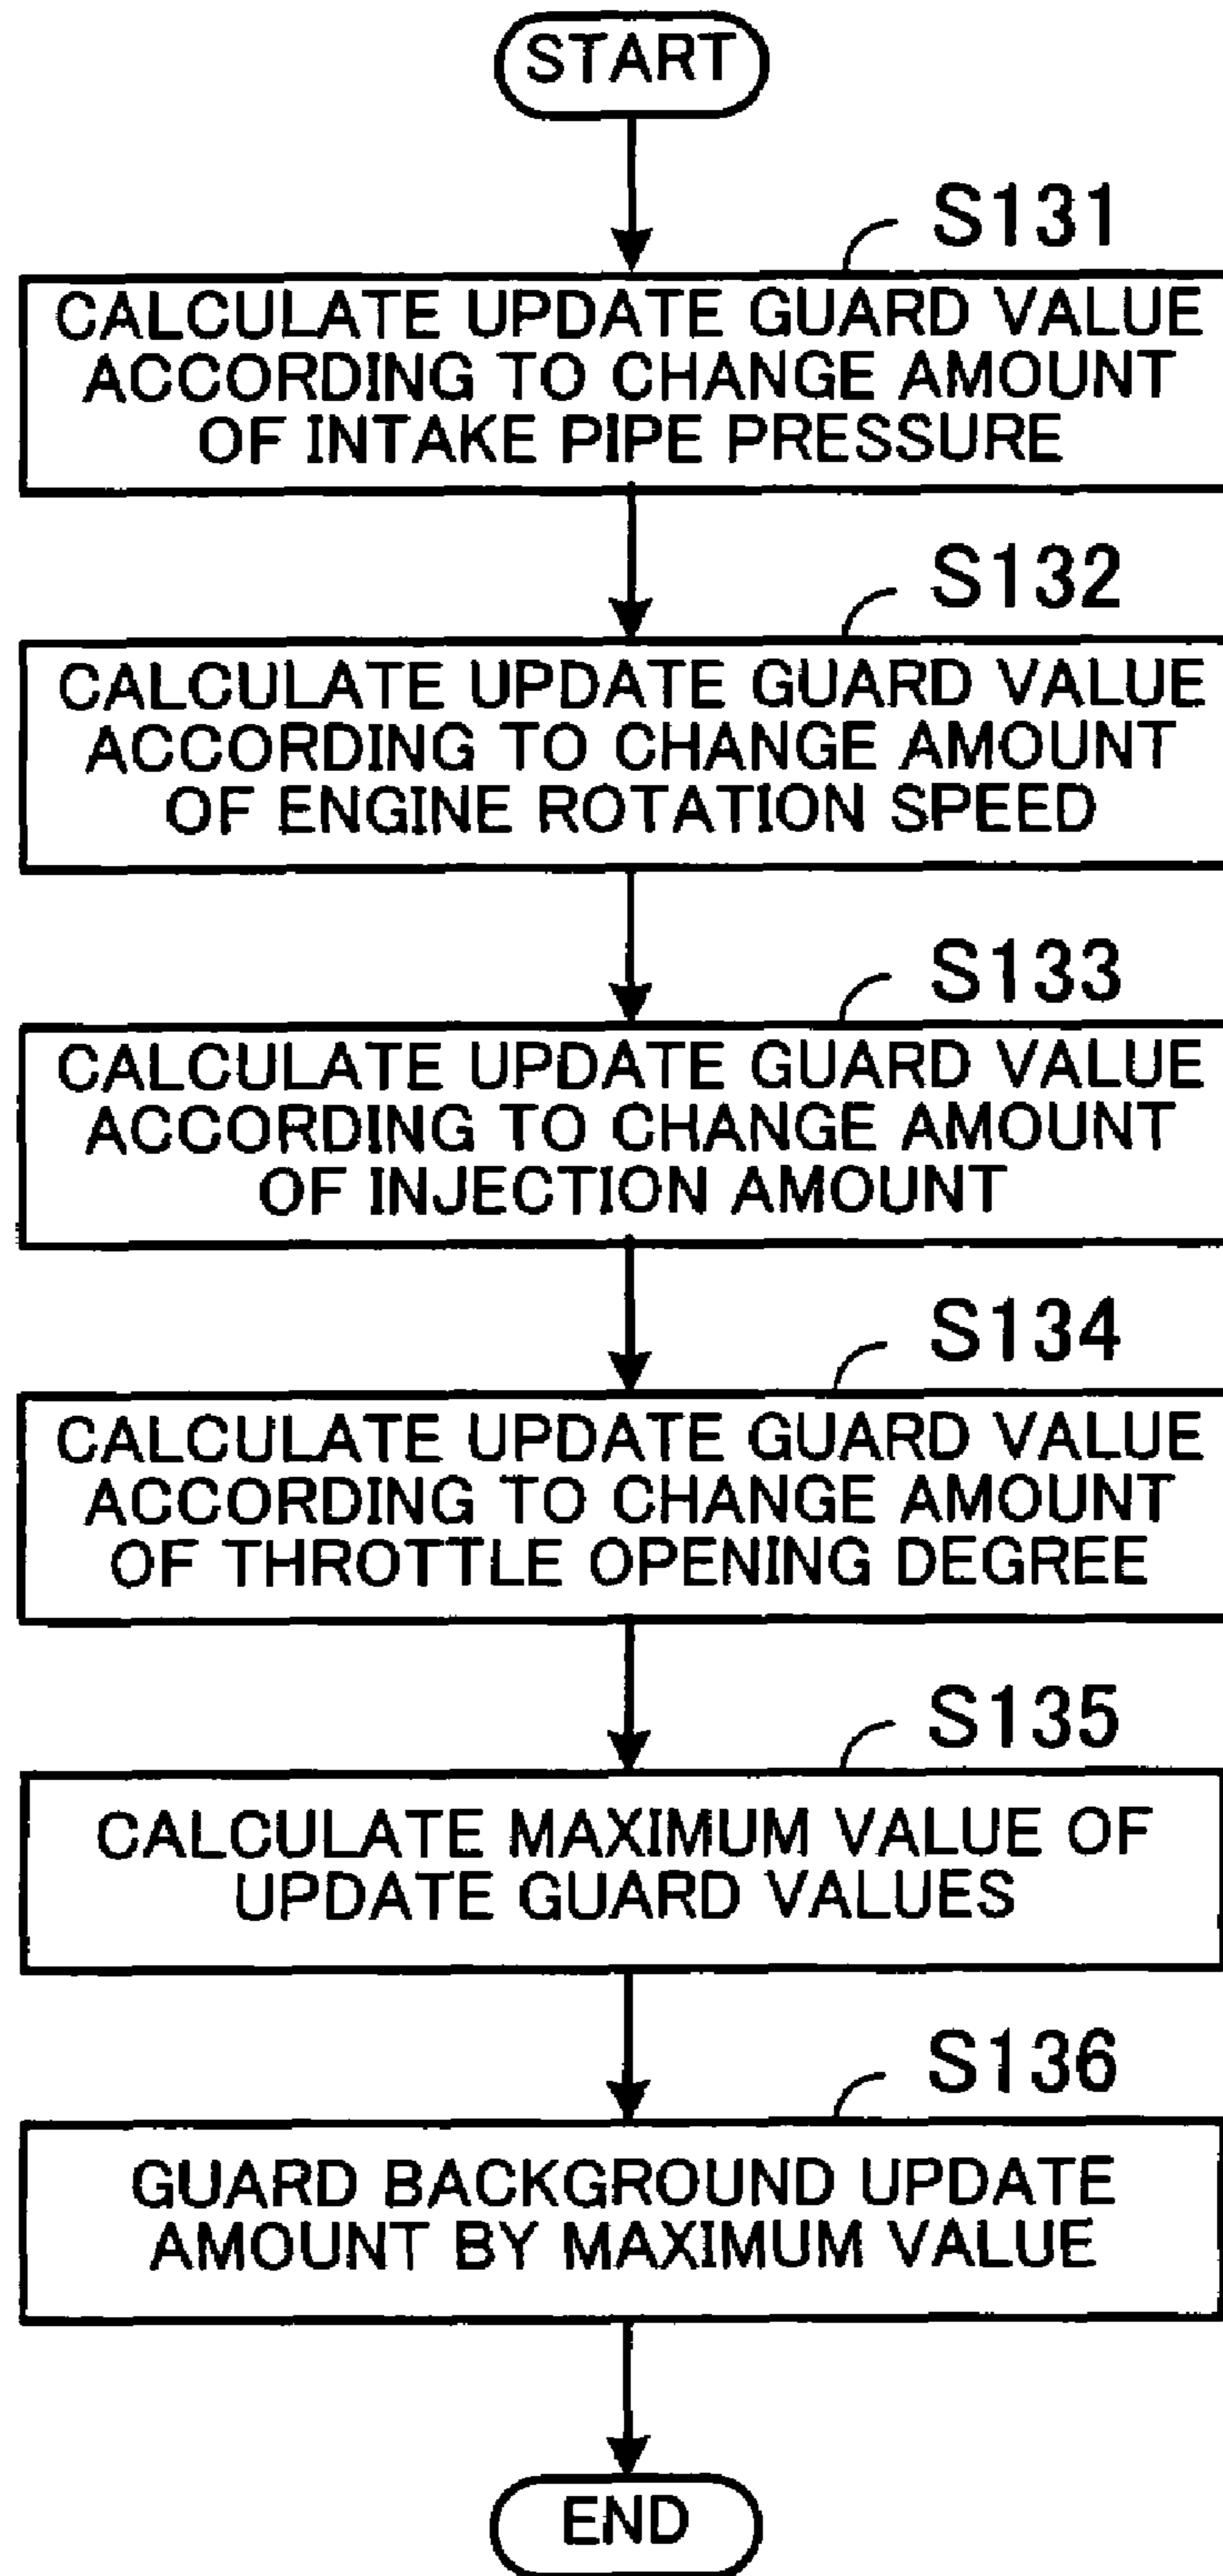 START
S131
CALCULATE UPDATE GUARD VALUE
ACCORDING TO CHANGE AMOUNT
OF INTAKE PIPE PRESSURE
S132
CALCULATE UPDATE GUARD VALUE
ACCORDING TO CHANGE AMOUNT
OF ENGINE ROTATION SPEED
S133
CALCULATE UPDATE GUARD VALUE
ACCORDING TO CHANGE AMOUNT
OF INJECTION AMOUNT
S134
CALCULATE UPDATE GUARD VALUE
ACCORDING TO CHANGE AMOUNT
OF THROTTLE OPENING DEGREE
S135
CALCULATE MAXIMUM VALUE OF
UPDATE GUARD VALUES
S136
GUARD BACKGROUND UPDATE
AMOUNT BY MAXIMUM VALUE
END